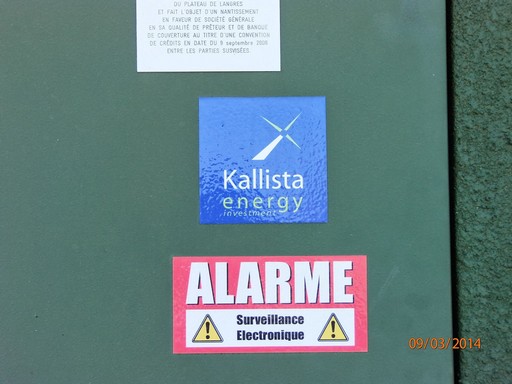 DU PLATEAU DE LANGRES
ET FAIT L'OBJET D'UN NANTISSEMENT
EN FAVEUR DE SOCIÉTÉ GÉNÉRALE
EN SA QUALITÉ DE PRÊTEUR ET DE BANQUE
DE COUVERTURE AU TITRE D'UNE CONVENTION
DE CRÉDITS EN DATE DU 8 septembre 2008
ENTRE LES PARTIES SUSVISÉES.
Kallista
energy
investment
ALARME
Surveillance
Electronique
09/03/2014